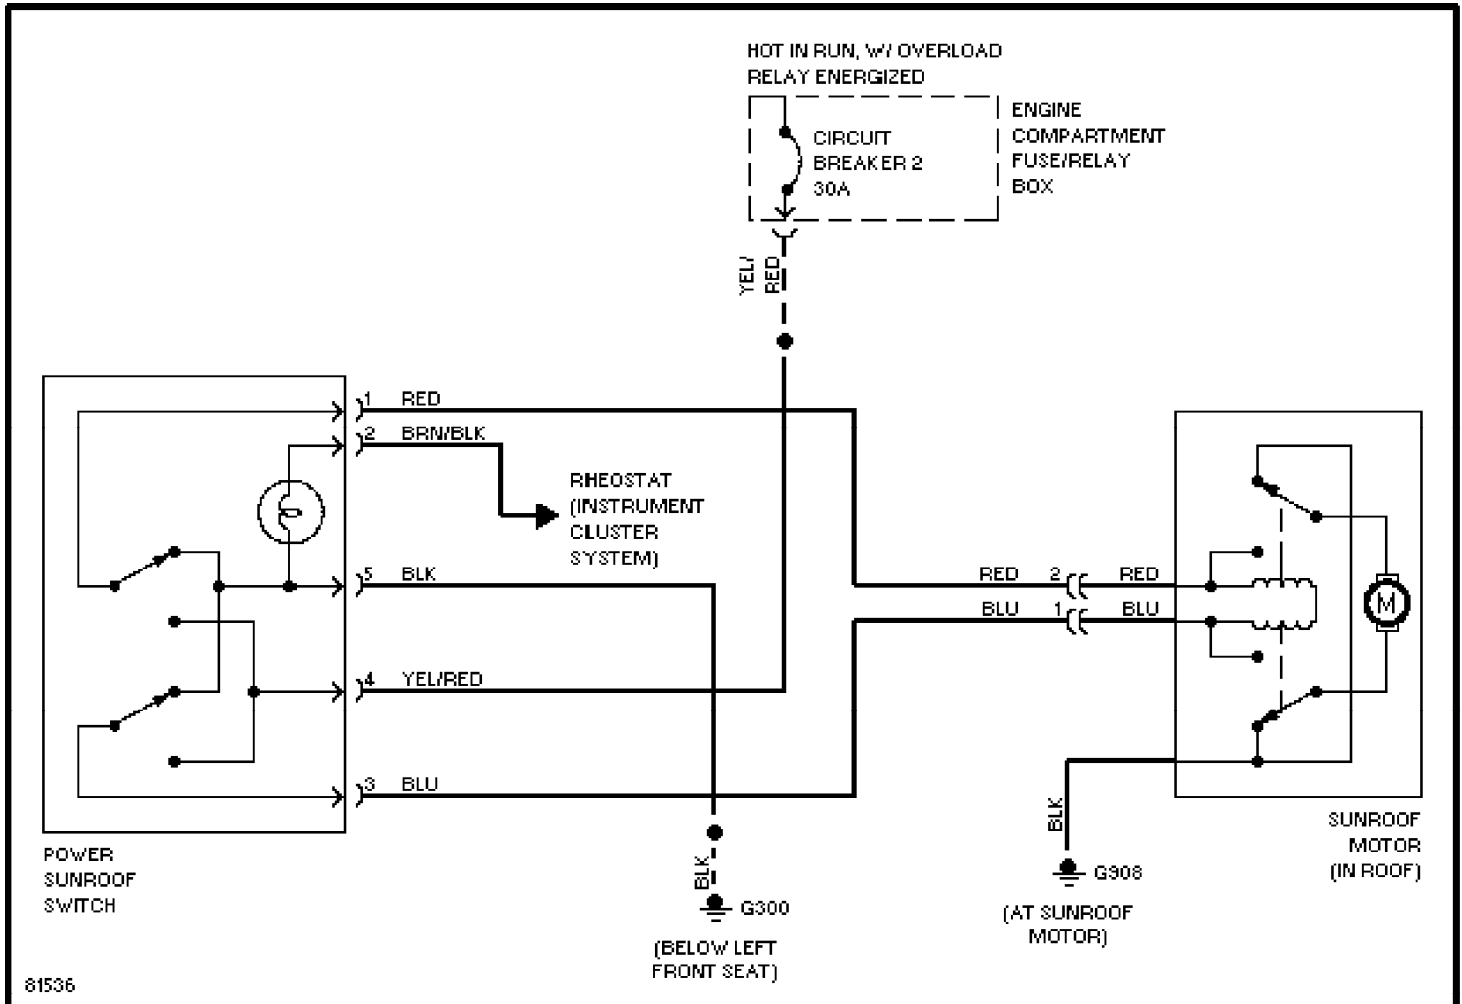 HOT IN RUN, W/ OVERLOAD
RELAY ENERGIZED
CIRCUIT
BREAKER 2
30A
ENGINE
COMPARTMENT
FUSE/RELAY
BOX
YEL/
RED
1 RED
2 BRN/BLK
RHEOSTAT
(INSTRUMENT
CLUSTER
SYSTEM)
5 BLK
4 YEL/RED
3 BLU
RED 2 RED
BLU 1 BLU
M
POWER
SUNROOF
SWITCH
BLK
G300
(BELOW LEFT
FRONT SEAT)
BLK
G908
(AT SUNROOF
MOTOR)
SUNROOF
MOTOR
(IN ROOF)
81536